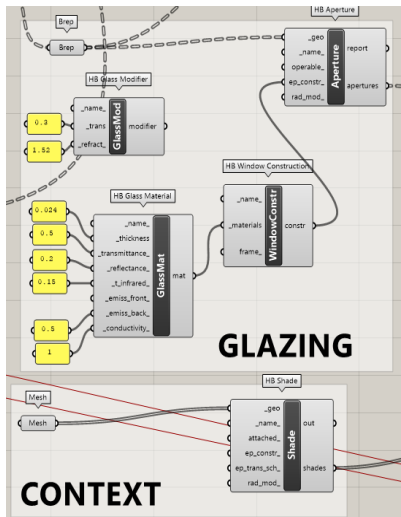 HB Aperture
Brep
Brep
_geo
_name_
operable_
ep_constr_
rad_mod_
Aperture
report
apertures
HB Glass Modifier
0.3
1.52
_name_
_trans
_refract_
GlassMod
modifier
HB Glass Material
0.024
0.5
0.2
0.15
0.5
1
_name_
_thickness
_transmittance_
_reflectance_
_t_infrared_
_emiss_front_
_emiss_back_
_conductivity_
GlassMat
mat
HB Window Construction
_name_
_materials
frame_
WindowConstr
constr
GLAZING
HB Shade
Mesh
Mesh
_geo
_name_
attached_
ep_constr_
ep_trans_sch_
rad_mod_
Shade
out
shades
CONTEXT